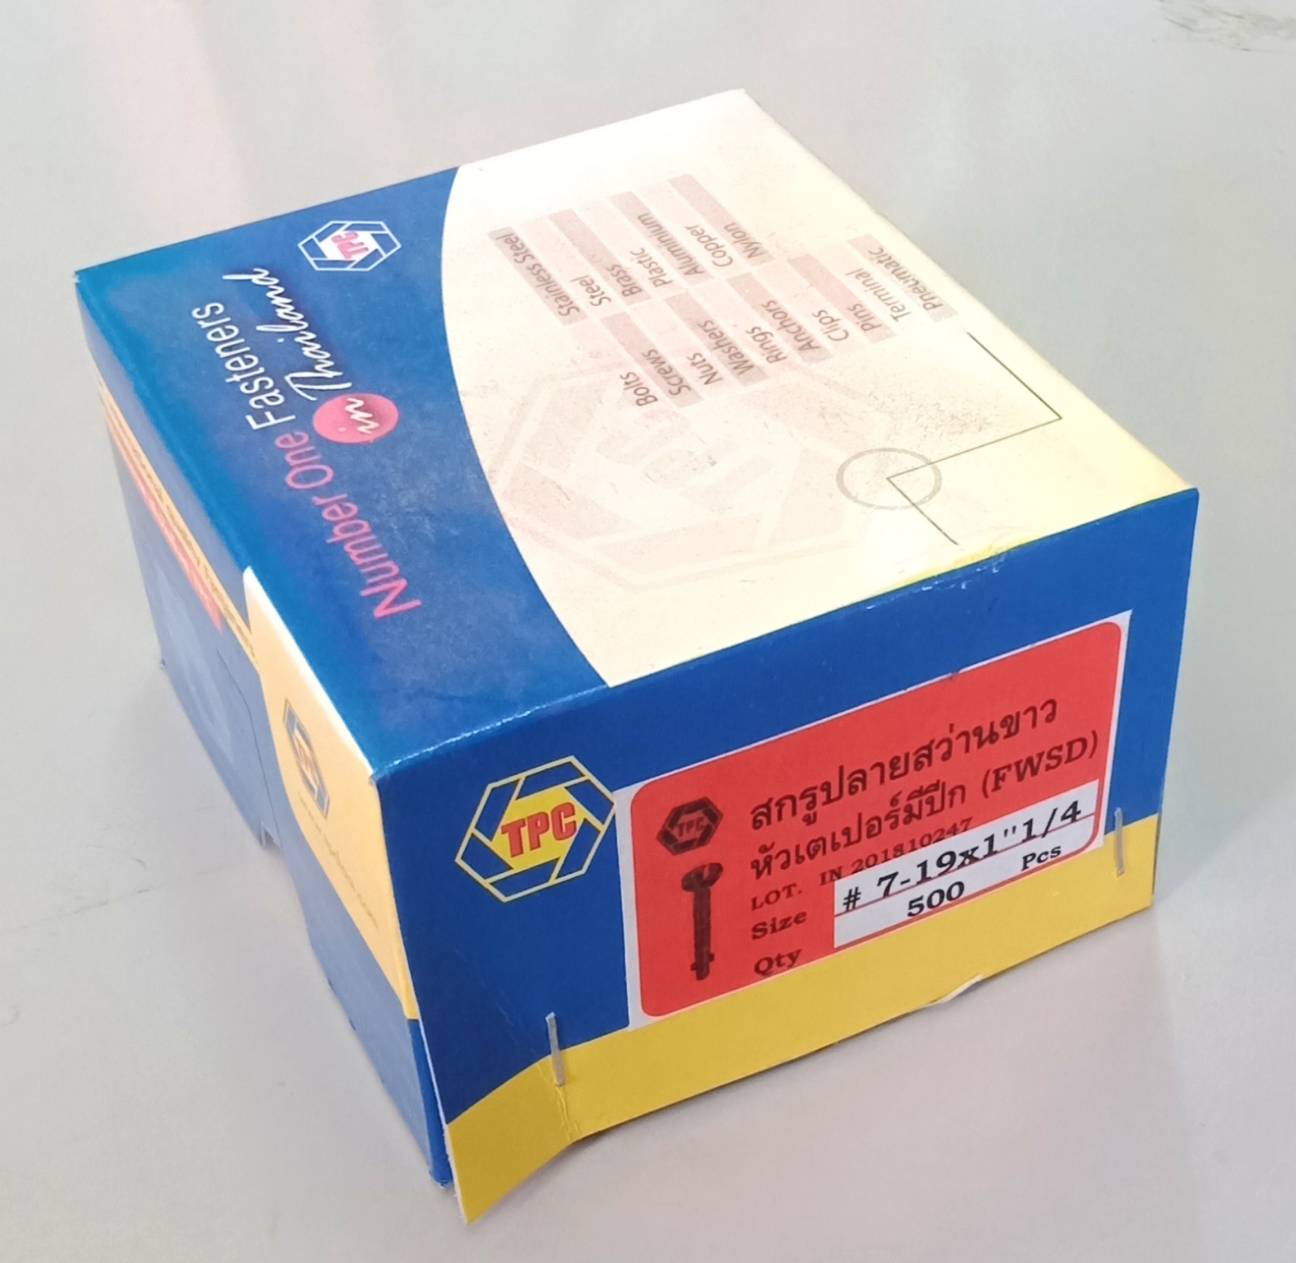 TPC
Number One Fasteners
in Thailand
Stainless Steel
Steel
Brass
Plastic
Aluminium
Copper
Nylon
Bolts
Screws
Nuts
Washers
Rings
Anchors
Clips
Pins
Terminal
Pneumatic
TPC
TPC
สกรูปลายสว่านขาว
หัวเตเปอร์มีปีก (FWSD)
LOT. IN 201810247
Size # 7-19x1"1/4
Qty 500 Pcs